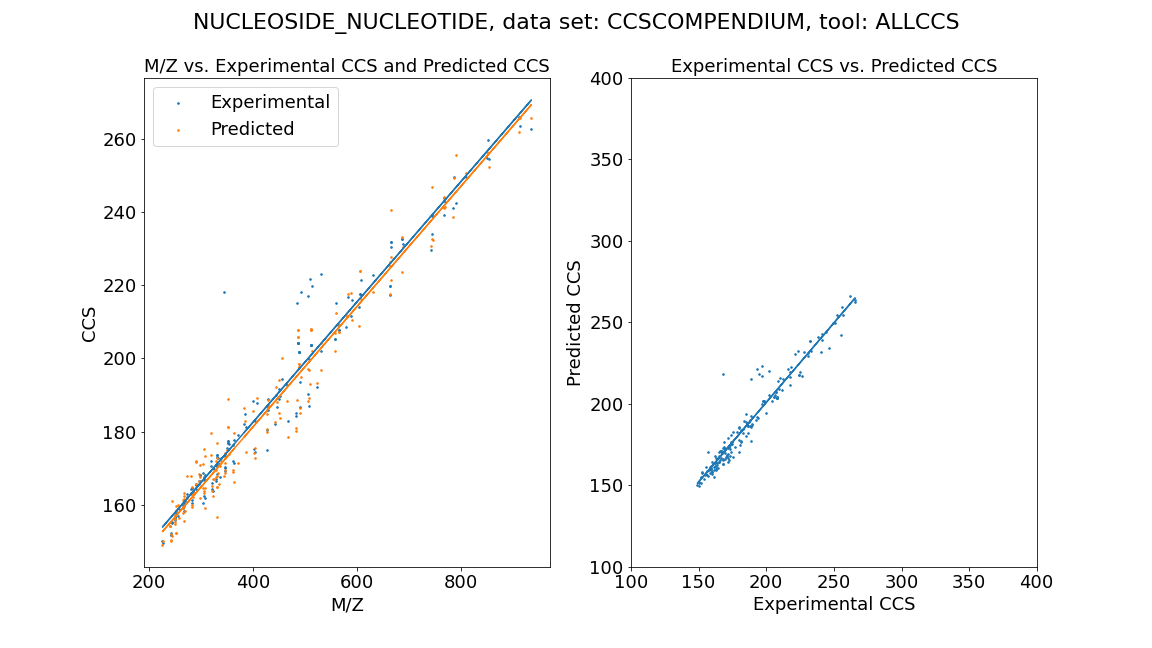 NUCLEOSIDE_NUCLEOTIDE, data set: CCSCOMPENDIUM, tool: ALLCCS
M/Z vs. Experimental CCS and Predicted CCS
Experimental
Predicted
260
240
220
200
180
160
CCS
200
400
600
800
M/Z
Experimental CCS vs. Predicted CCS
400
350
300
250
200
150
100
Predicted CCS
100
150
200
250
300
350
400
Experimental CCS